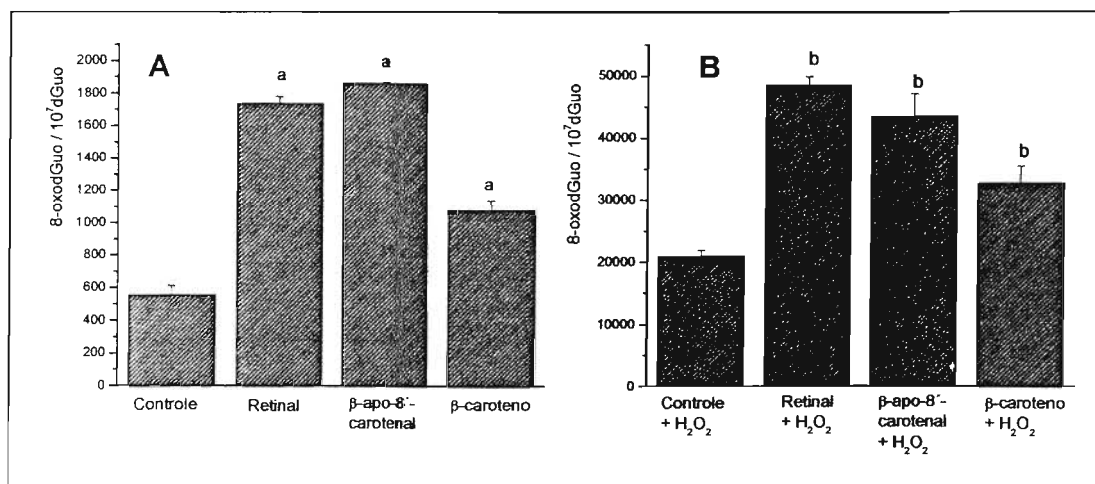 A
8-oxodGuo / 10⁷dGuo
2000
1800
1600
1400
1200
1000
800
600
400
200
0
a
a
a
Controle
Retinal
β-apo-8´-
carotenal
β-caroteno
B
8-oxodGuo / 10⁷dGuo
50000
40000
30000
20000
10000
0
b
b
b
Controle
+ H₂O₂
Retinal
+ H₂O₂
β-apo-8´-
carotenal
+ H₂O₂
β-caroteno
+ H₂O₂